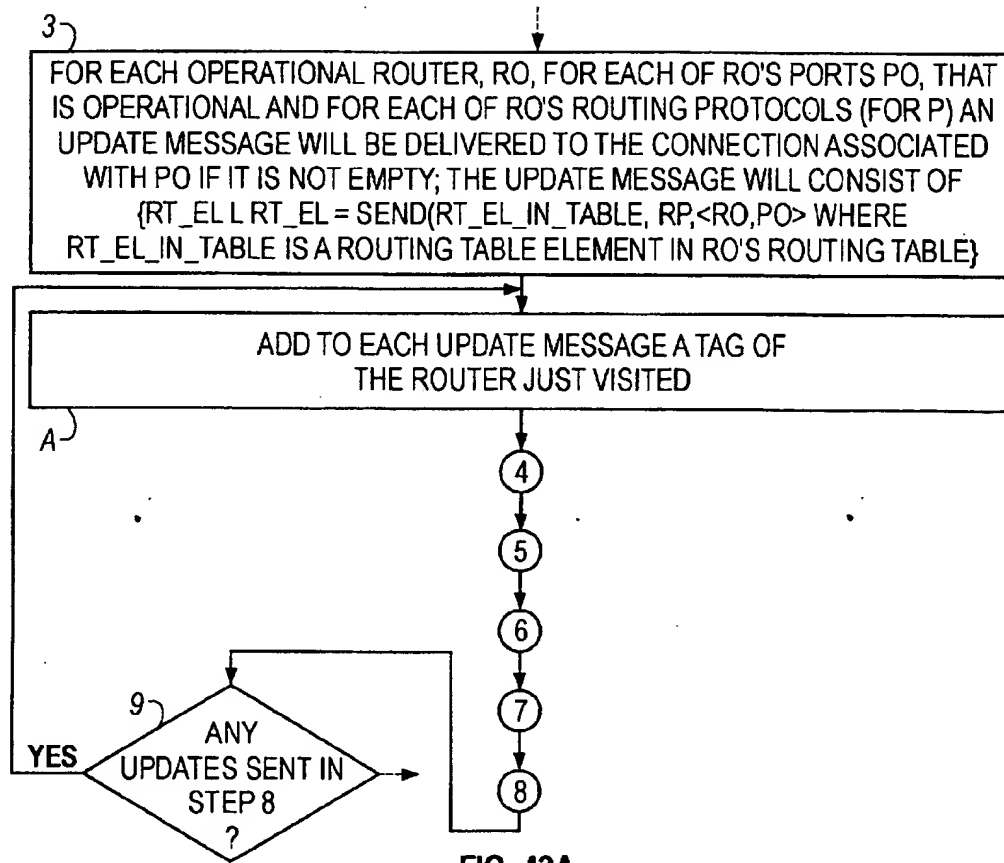 3
FOR EACH OPERATIONAL ROUTER, RO, FOR EACH OF RO'S PORTS PO, THAT
IS OPERATIONAL AND FOR EACH OF RO'S ROUTING PROTOCOLS (FOR P) AN
UPDATE MESSAGE WILL BE DELIVERED TO THE CONNECTION ASSOCIATED
WITH PO IF IT IS NOT EMPTY; THE UPDATE MESSAGE WILL CONSIST OF
{RT_EL L RT_EL = SEND(RT_EL_IN_TABLE, RP,<RO,PO> WHERE
RT_EL_IN_TABLE IS A ROUTING TABLE ELEMENT IN RO'S ROUTING TABLE}
ADD TO EACH UPDATE MESSAGE A TAG OF
THE ROUTER JUST VISITED
A
4
5
6
7
8
9
YES
ANY
UPDATES SENT IN
STEP 8
?
FIG. 42A